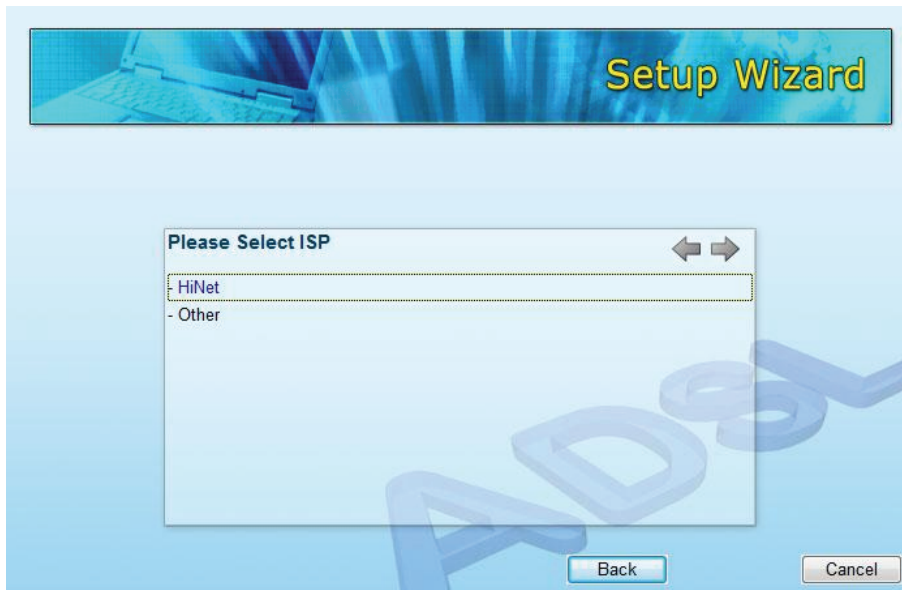 Setup Wizard
Please Select ISP
- HiNet
- Other
ADSL
Back
Cancel